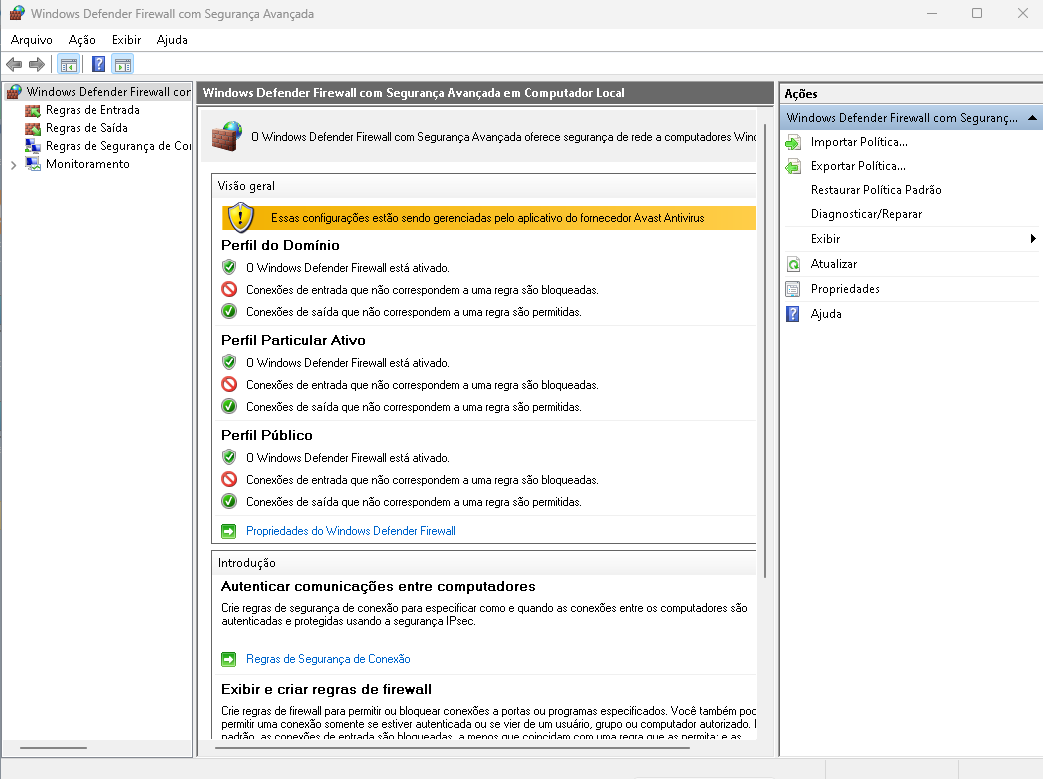 Windows Defender Firewall com Segurança Avançada
Arquivo Ação Exibir Ajuda
Windows Defender Firewall cor
Regras de Entrada
Regras de Saída
Regras de Segurança de Co
Monitoramento
Windows Defender Firewall com Segurança Avançada em Computador Local
O Windows Defender Firewall com Segurança Avançada oferece segurança de rede a computadores Winc
Visão geral
Essas configurações estão sendo gerenciadas pelo aplicativo do fornecedor Avast Antivirus
Perfil do Domínio
O Windows Defender Firewall está ativado.
Conexões de entrada que não correspondem a uma regra são bloqueadas.
Conexões de saída que não correspondem a uma regra são permitidas.
Perfil Particular Ativo
O Windows Defender Firewall está ativado.
Conexões de entrada que não correspondem a uma regra são bloqueadas.
Conexões de saída que não correspondem a uma regra são permitidas.
Perfil Público
O Windows Defender Firewall está ativado.
Conexões de entrada que não correspondem a uma regra são bloqueadas.
Conexões de saída que não correspondem a uma regra são permitidas.
Propriedades do Windows Defender Firewall
Introdução
Autenticar comunicações entre computadores
Crie regras de segurança de conexão para especificar como e quando as conexões entre os computadores são
autenticadas e protegidas usando a segurança IPsec.
Regras de Segurança de Conexão
Exibir e criar regras de firewall
Crie regras de firewall para permitir ou bloquear conexões a portas ou programas especificados. Você também poc
permitir uma conexão somente se estiver autenticada ou se vier de um usuário, grupo ou computador autorizado.
padrão, as conexões de entrada são bloqueadas, a menos que coincidam com uma regra que as permita; e as
Ações
Windows Defender Firewall com Seguranç...
Importar Política...
Exportar Política...
Restaurar Política Padrão
Diagnosticar/Reparar
Exibir
Atualizar
Propriedades
Ajuda